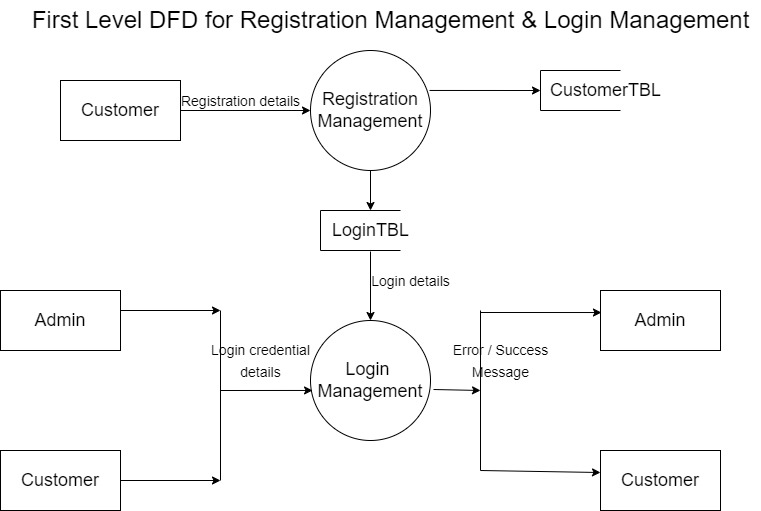 First Level DFD for Registration Management & Login Management
Customer
Registration details
Registration
Management
CustomerTBL
LoginTBL
Login details
Admin
Login credential
details
Login
Management
Error / Success
Message
Admin
Customer
Customer